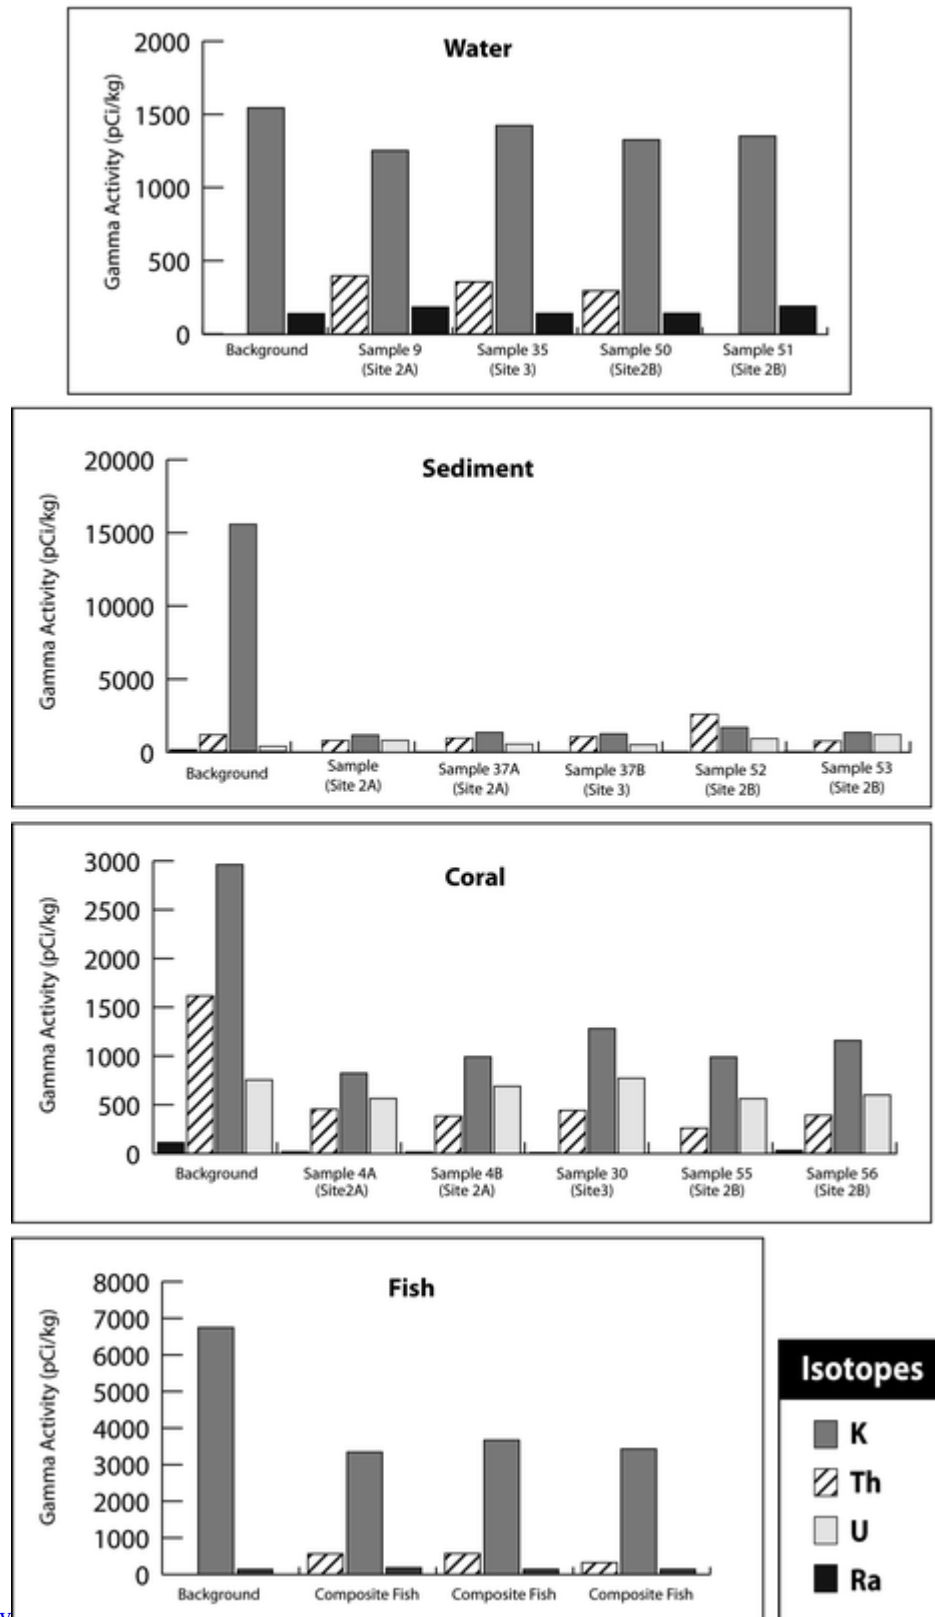 Water
Gamma Activity (pCi/kg)
2000
1500
1000
500
0
Background
Sample 9
(Site 2A)
Sample 35
(Site 3)
Sample 50
(Site2B)
Sample 51
(Site 2B)
Sediment
Gamma Activity (pCi/kg)
20000
15000
10000
5000
0
Background
Sample
(Site 2A)
Sample 37A
(Site 2A)
Sample 37B
(Site 3)
Sample 52
(Site 2B)
Sample 53
(Site 2B)
Coral
Gamma Activity (pCi/kg)
3000
2500
2000
1500
1000
500
0
Background
Sample 4A
(Site2A)
Sample 4B
(Site 2A)
Sample 30
(Site3)
Sample 55
(Site 2B)
Sample 56
(Site 2B)
Fish
Gamma Activity (pCi/kg)
8000
7000
6000
5000
4000
3000
2000
1000
0
Background
Composite Fish
Composite Fish
Composite Fish
Isotopes
K
Th
U
Ra